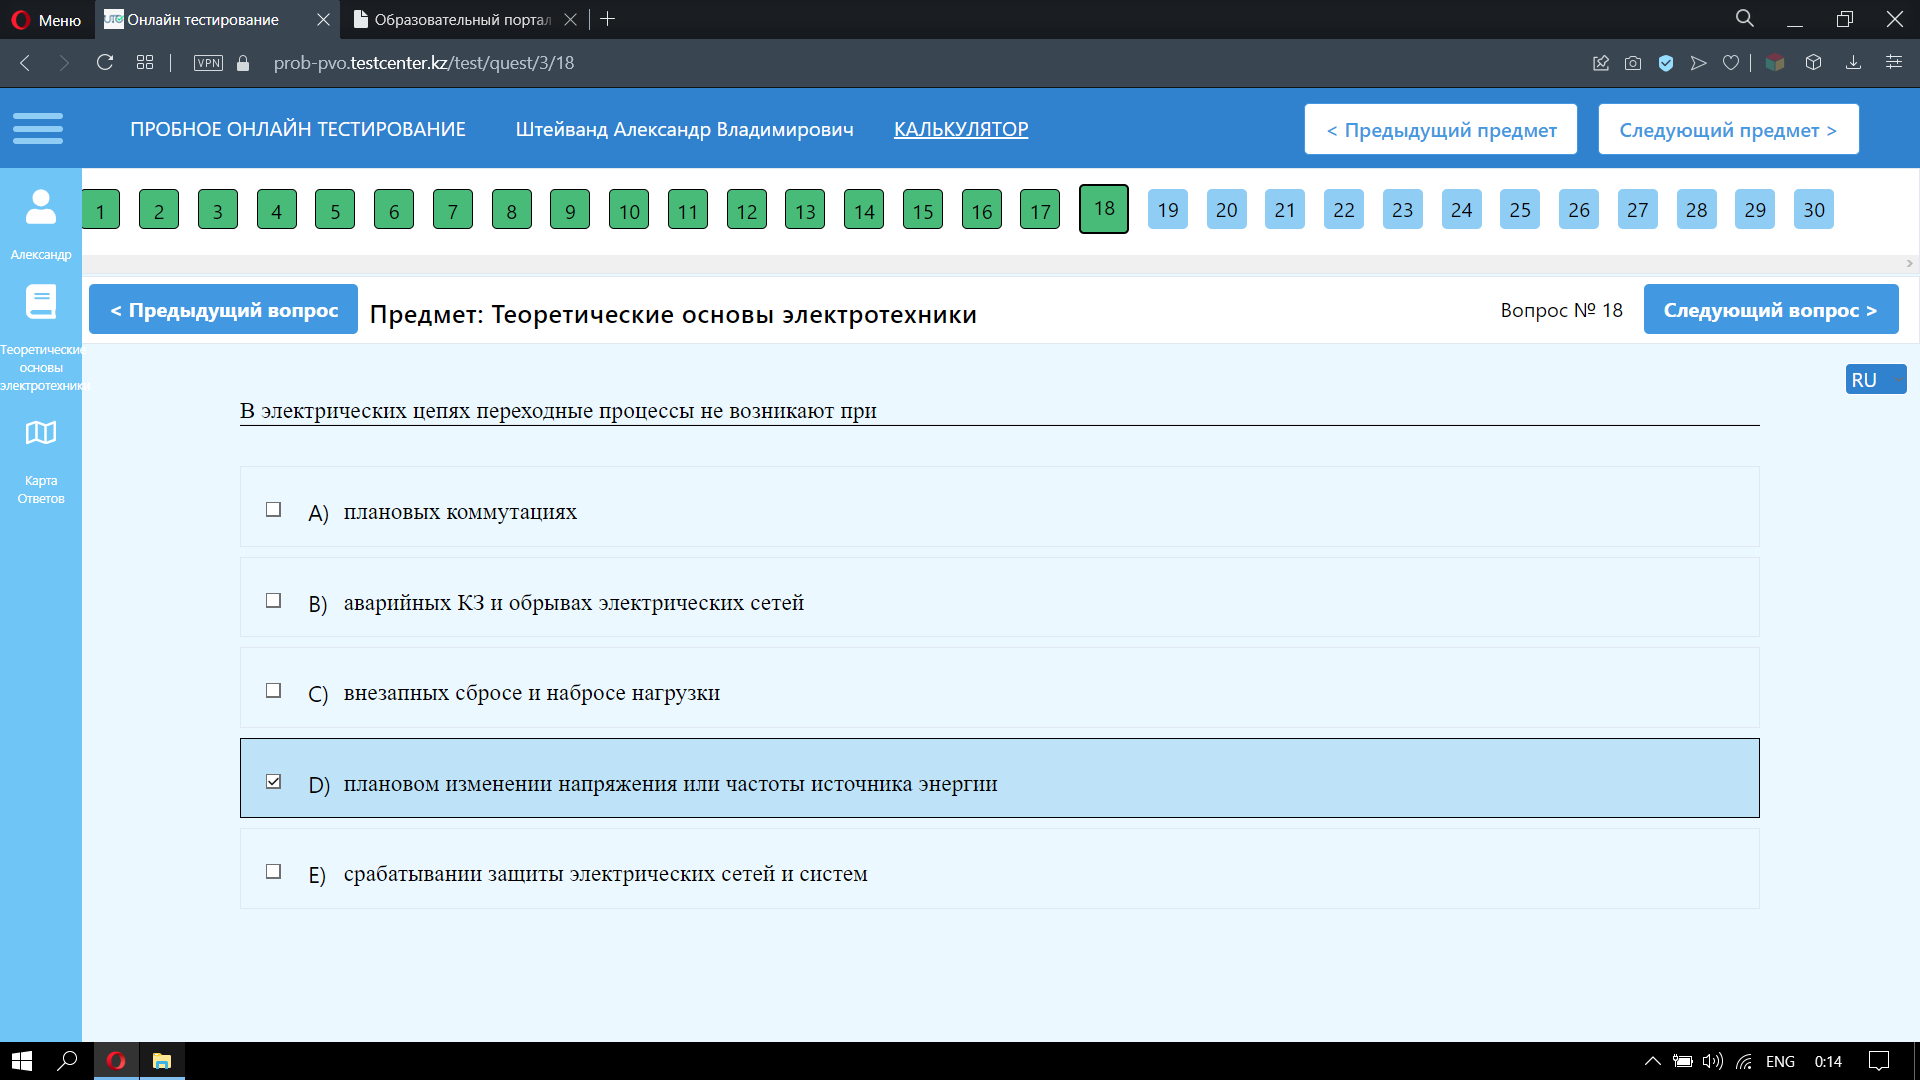 Меню
Онлайн тестирование
Образовательный портал
VPN
prob-pvo.testcenter.kz/test/quest/3/18
ПРОБНОЕ ОНЛАЙН ТЕСТИРОВАНИЕ
Штейванд Александр Владимирович
КАЛЬКУЛЯТОР
< Предыдущий предмет
Следующий предмет >
1 2 3 4 5 6 7 8 9 10 11 12 13 14 15 16 17 18 19 20 21 22 23 24 25 26 27 28 29 30
Александр
Теоретические
основы
электротехники
Карта
Ответов
< Предыдущий вопрос
Предмет: Теоретические основы электротехники
Вопрос № 18
Следующий вопрос >
RU
В электрических цепях переходные процессы не возникают при
A) плановых коммутациях
B) аварийных КЗ и обрывах электрических сетей
C) внезапных сбросе и набросе нагрузки
D) плановом изменении напряжения или частоты источника энергии
E) срабатывании защиты электрических сетей и систем
ENG
0:14